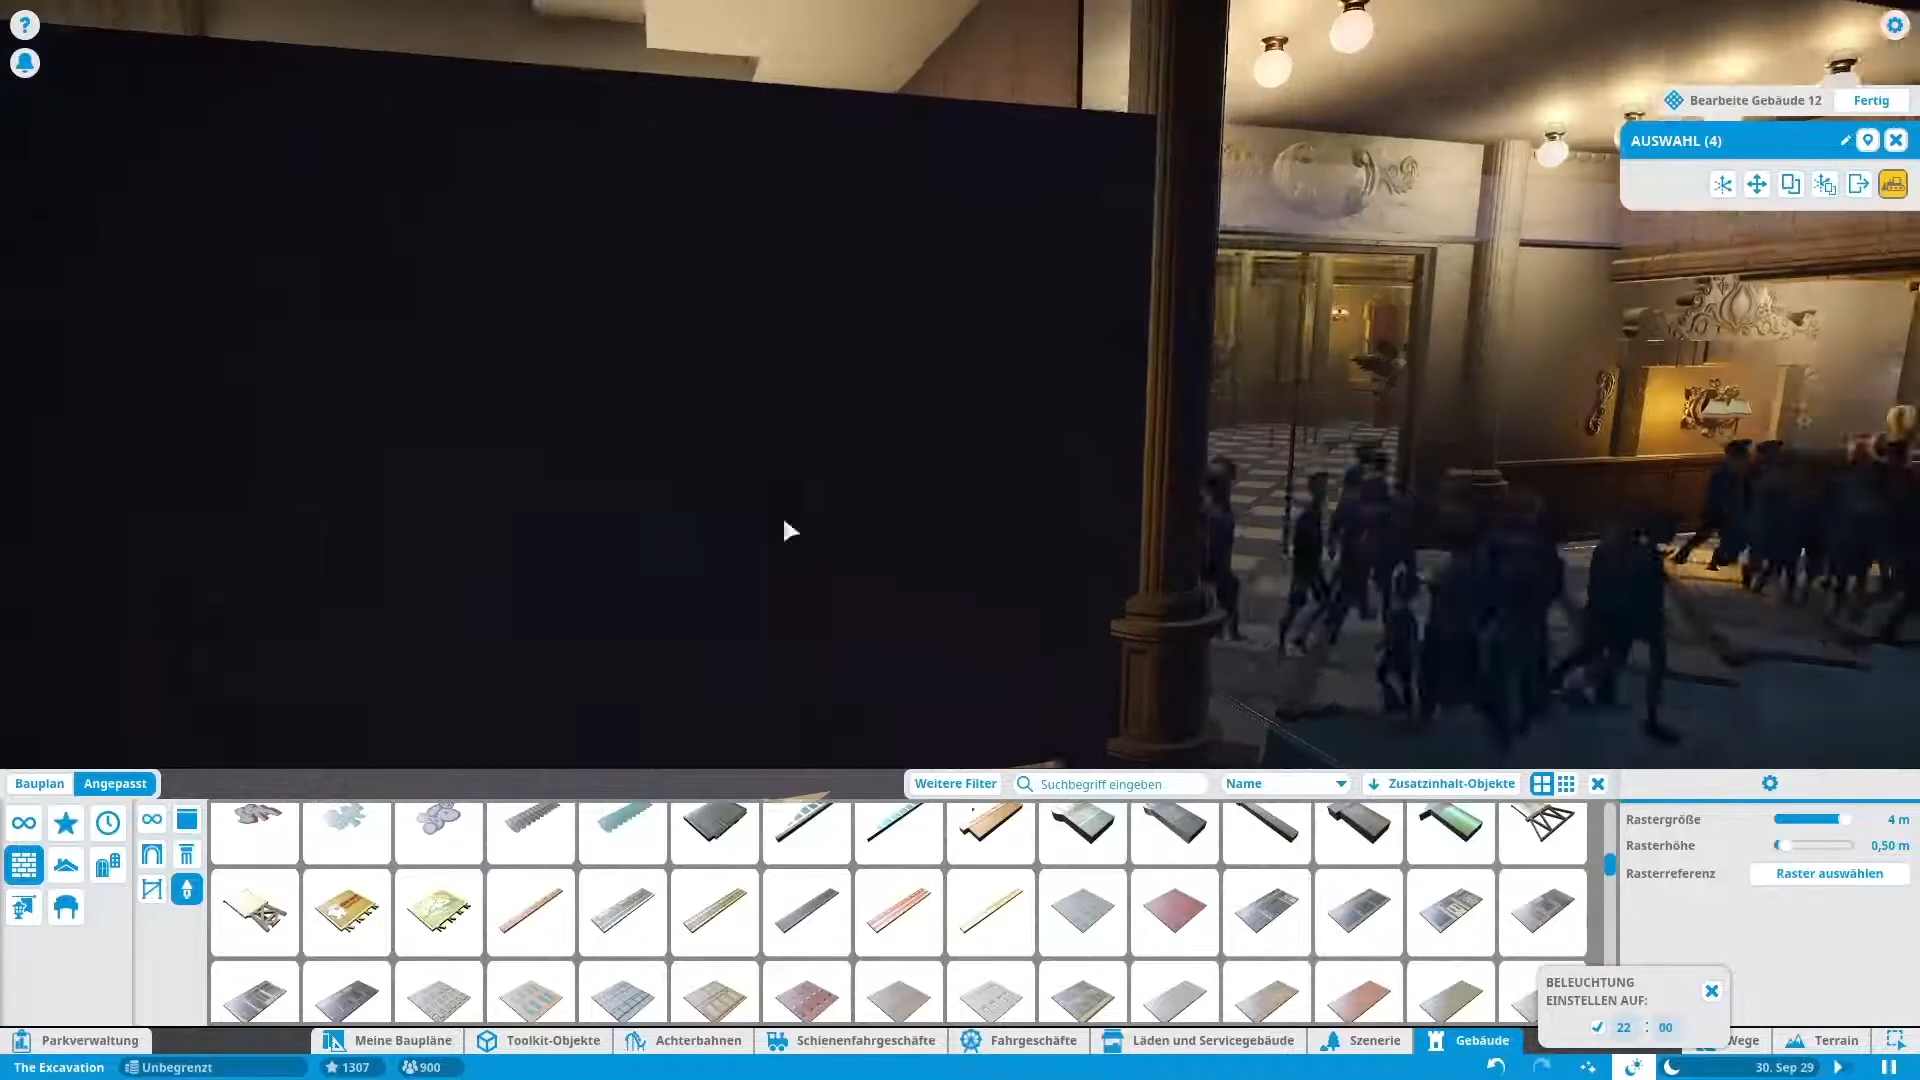 ?
Bearbeite Gebäude 12
Fertig
AUSWAHL (4)
Bauplan
Angepasst
Weitere Filter
Suchbegriff eingeben
Name
Zusatzinhalt-Objekte
Rastergröße
4 m
Rasterhöhe
0,50 m
Rasterreferenz
Raster auswählen
BELEUCHTUNG
EINSTELLEN AUF:
22 : 00
Parkverwaltung
Meine Baupläne
Toolkit-Objekte
Achterbahnen
Schienenfahrgeschäfte
Fahrgeschäfte
Läden und Servicegebäude
Szenerie
Gebäude
Wege
Terrain
The Excavation
Unbegrenzt
1307
900
30. Sep 29